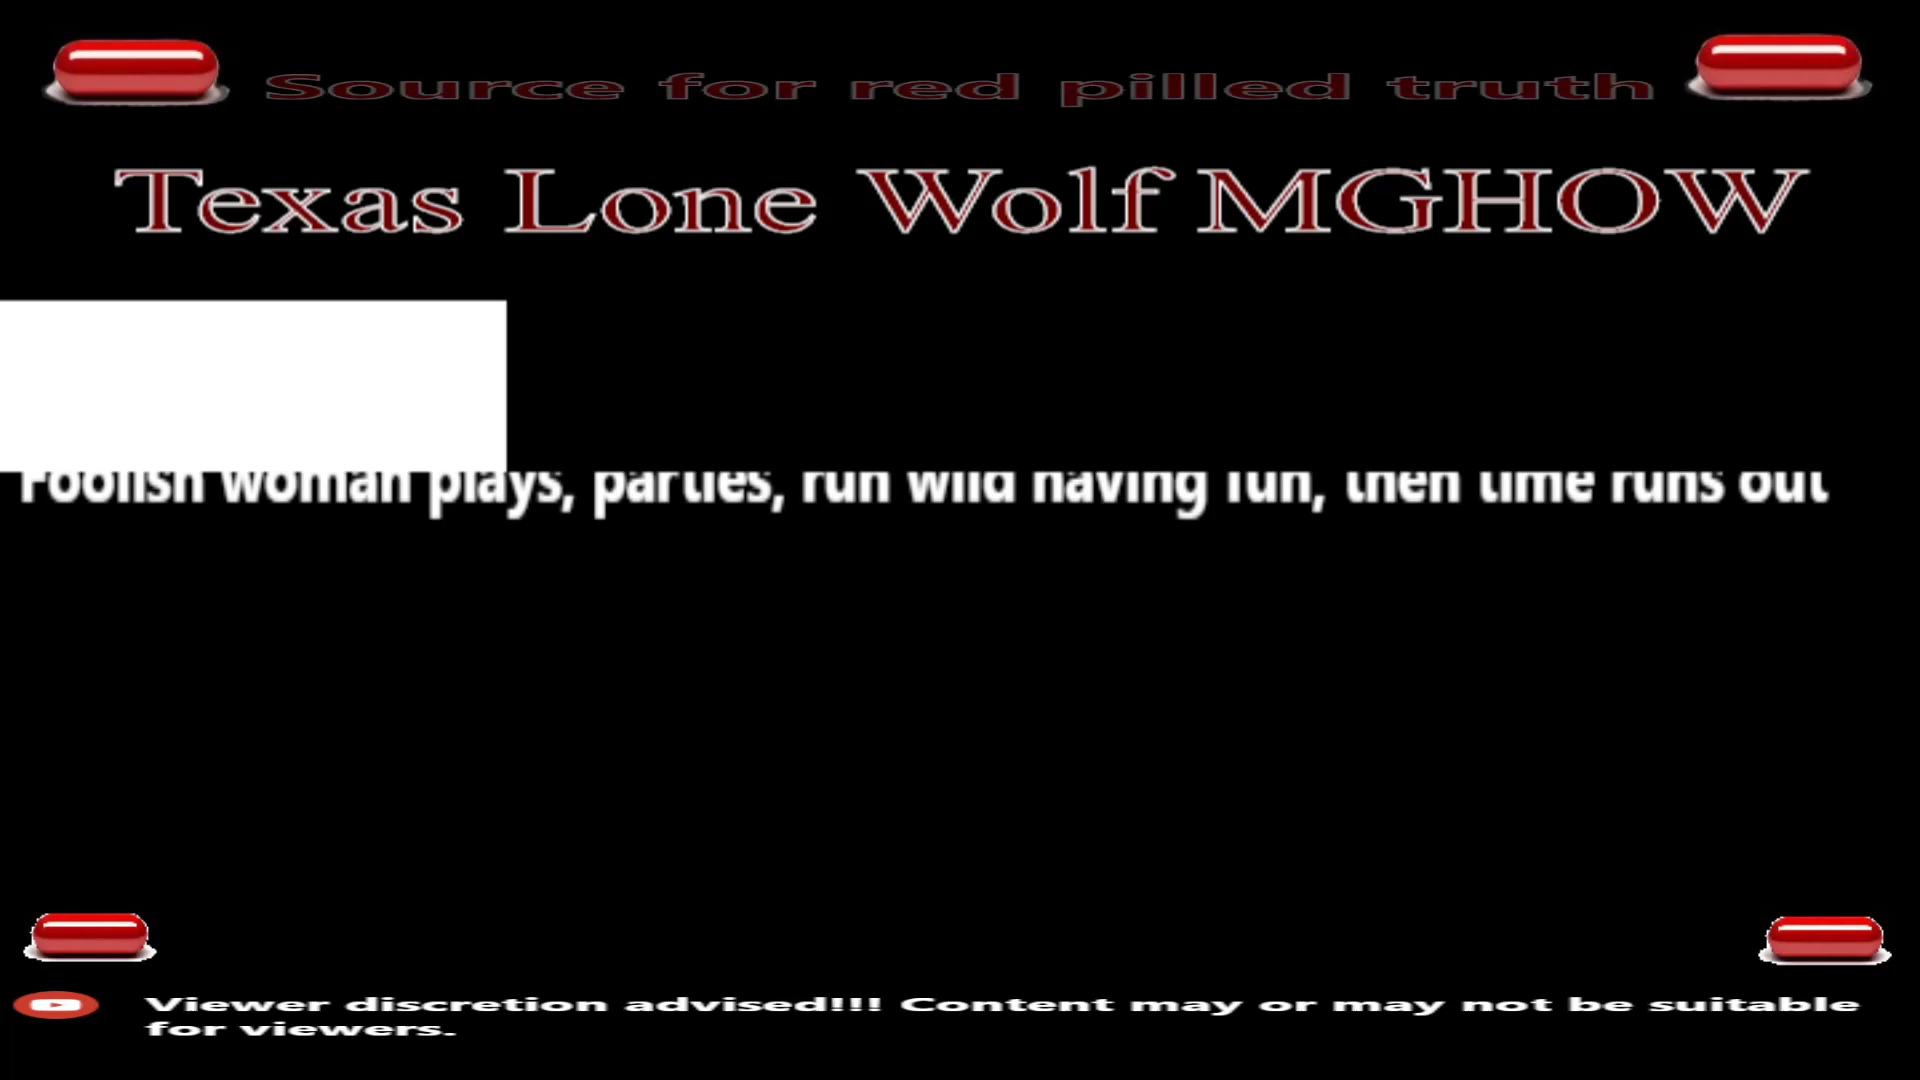 Source for red pilled truth
Texas Lone Wolf MGHOW
Foolish woman plays, parties, run wild having fun, then time runs out
Viewer discretion advised!!! Content may or may not be suitable
for viewers.